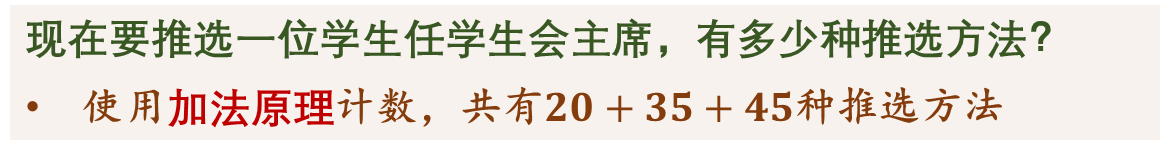 现在要推选一位学生任学生会主席，有多少种推选方法？
• 使用加法原理计数，共有20 + 35 + 45种推选方法